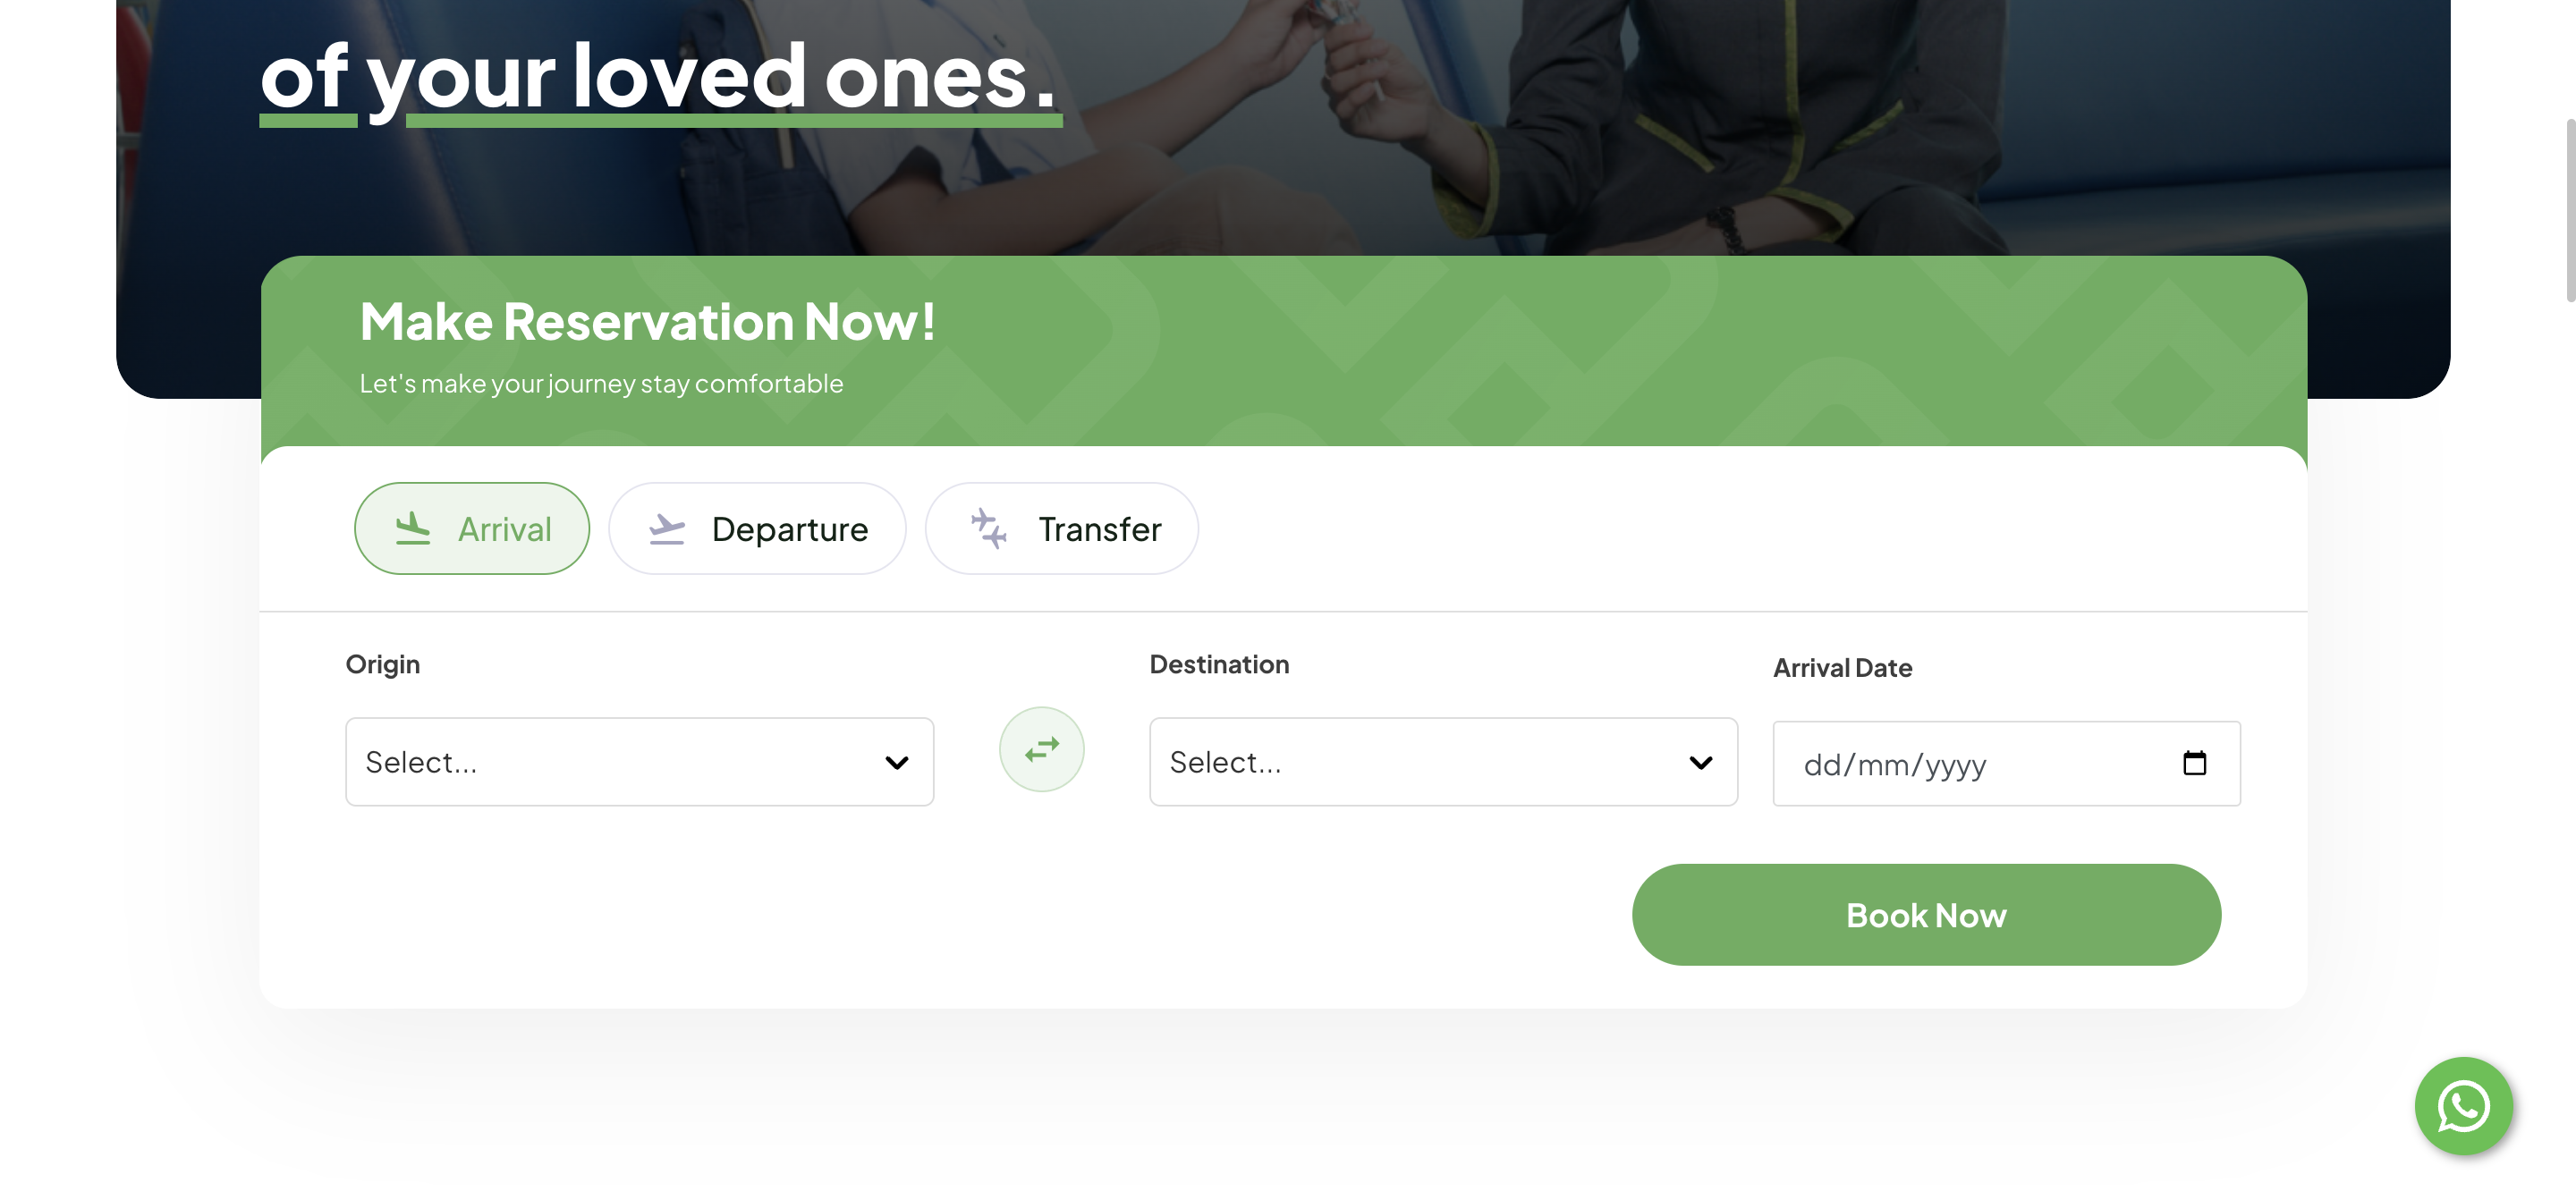 of your loved ones.
Make Reservation Now!
Let's make your journey stay comfortable
Arrival
Departure
Transfer
Origin
Destination
Arrival Date
Select...
Select...
dd/mm/yyyy
Book Now